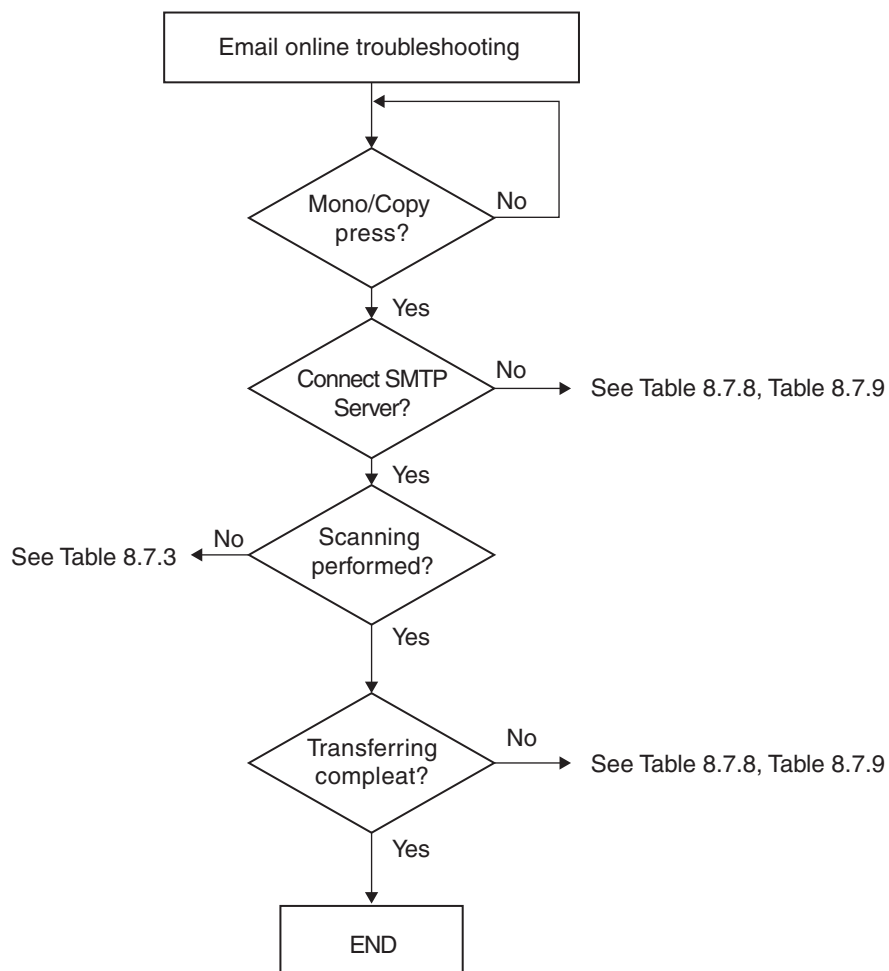 Email online troubleshooting
Mono/Copy
press?
No
Yes
Connect SMTP
Server?
No
See Table 8.7.8, Table 8.7.9
Yes
Scanning
performed?
No
See Table 8.7.3
Yes
Transferring
compleat?
No
See Table 8.7.8, Table 8.7.9
Yes
END